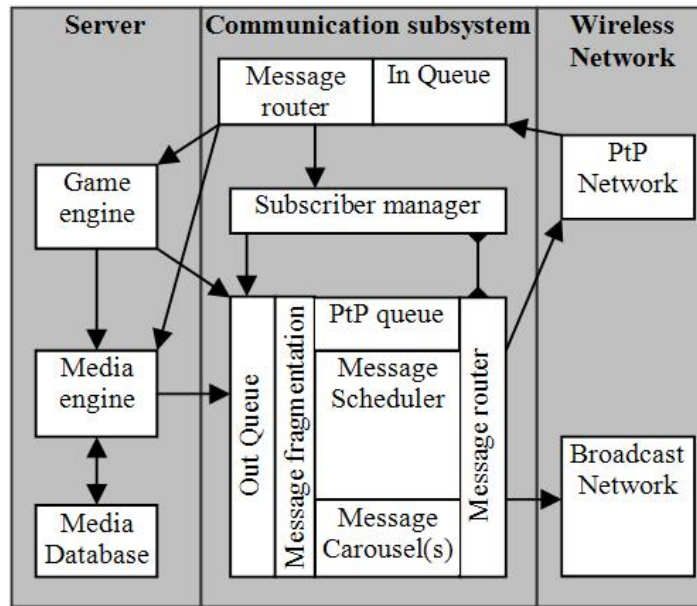 Server
Communication subsystem
Wireless
Network
Message
router
In Queue
PtP
Network
Game
engine
Subscriber manager
Out Queue
Message fragmentation
PtP queue
Message
Scheduler
Message
Carousel(s)
Message router
Media
engine
Media
Database
Broadcast
Network